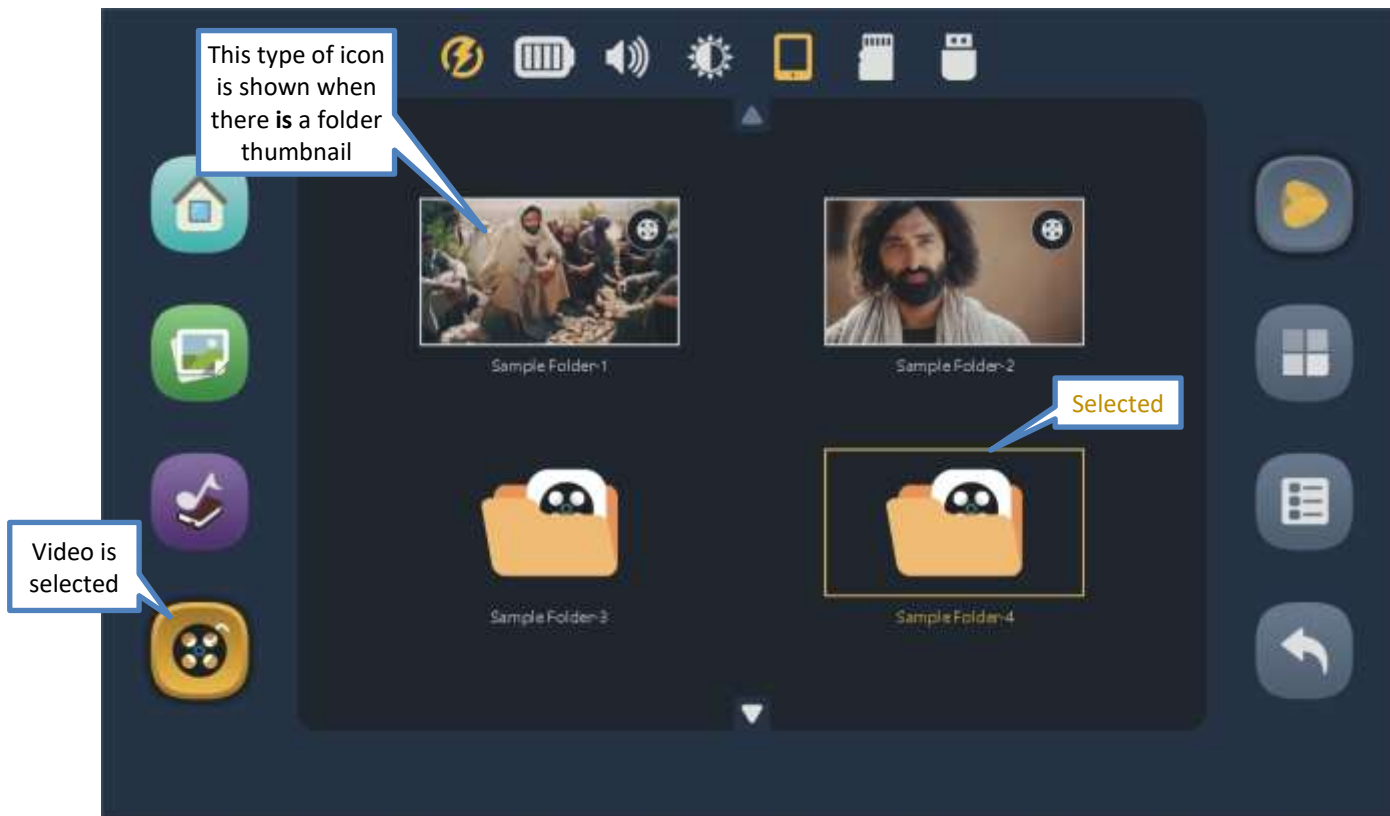 This type of icon
is shown when
there is a folder
thumbnail
Sample Folder-1
Sample Folder-2
Selected
Video is
selected
Sample Folder-3
Sample Folder-4